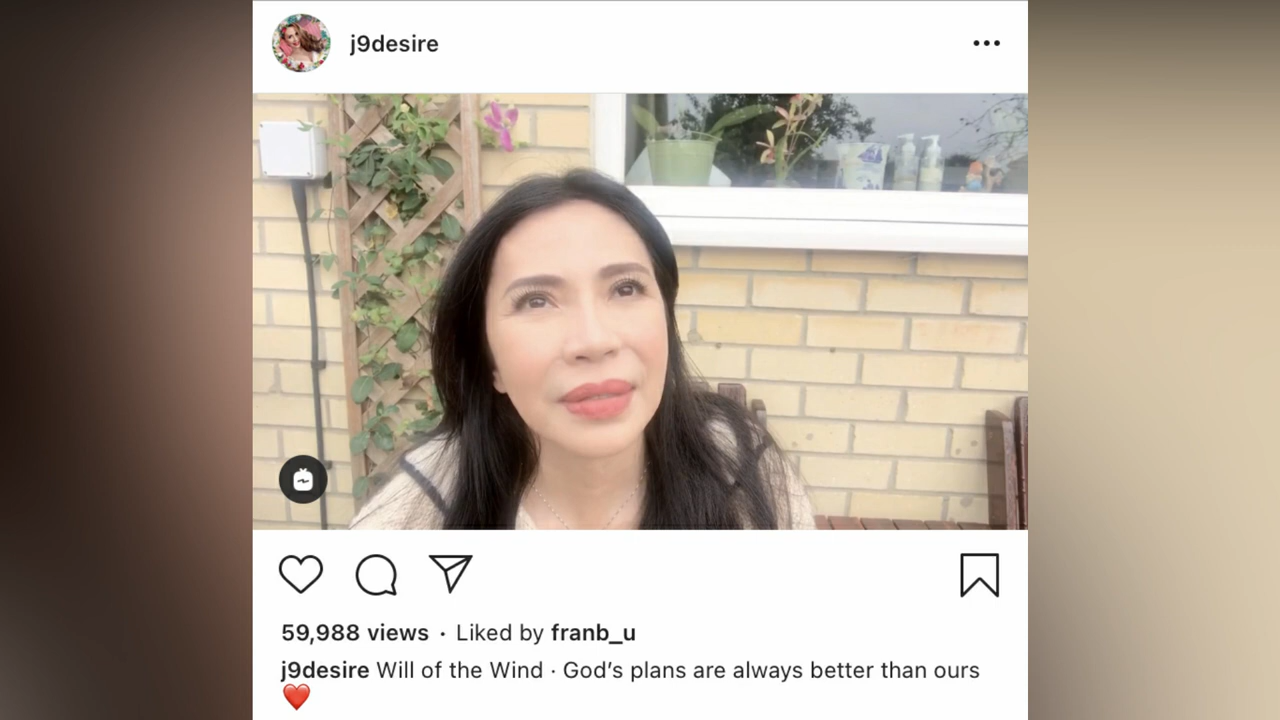 j9desire
59,988 views · Liked by franb_u
j9desire Will of the Wind · God’s plans are always better than ours
❤️